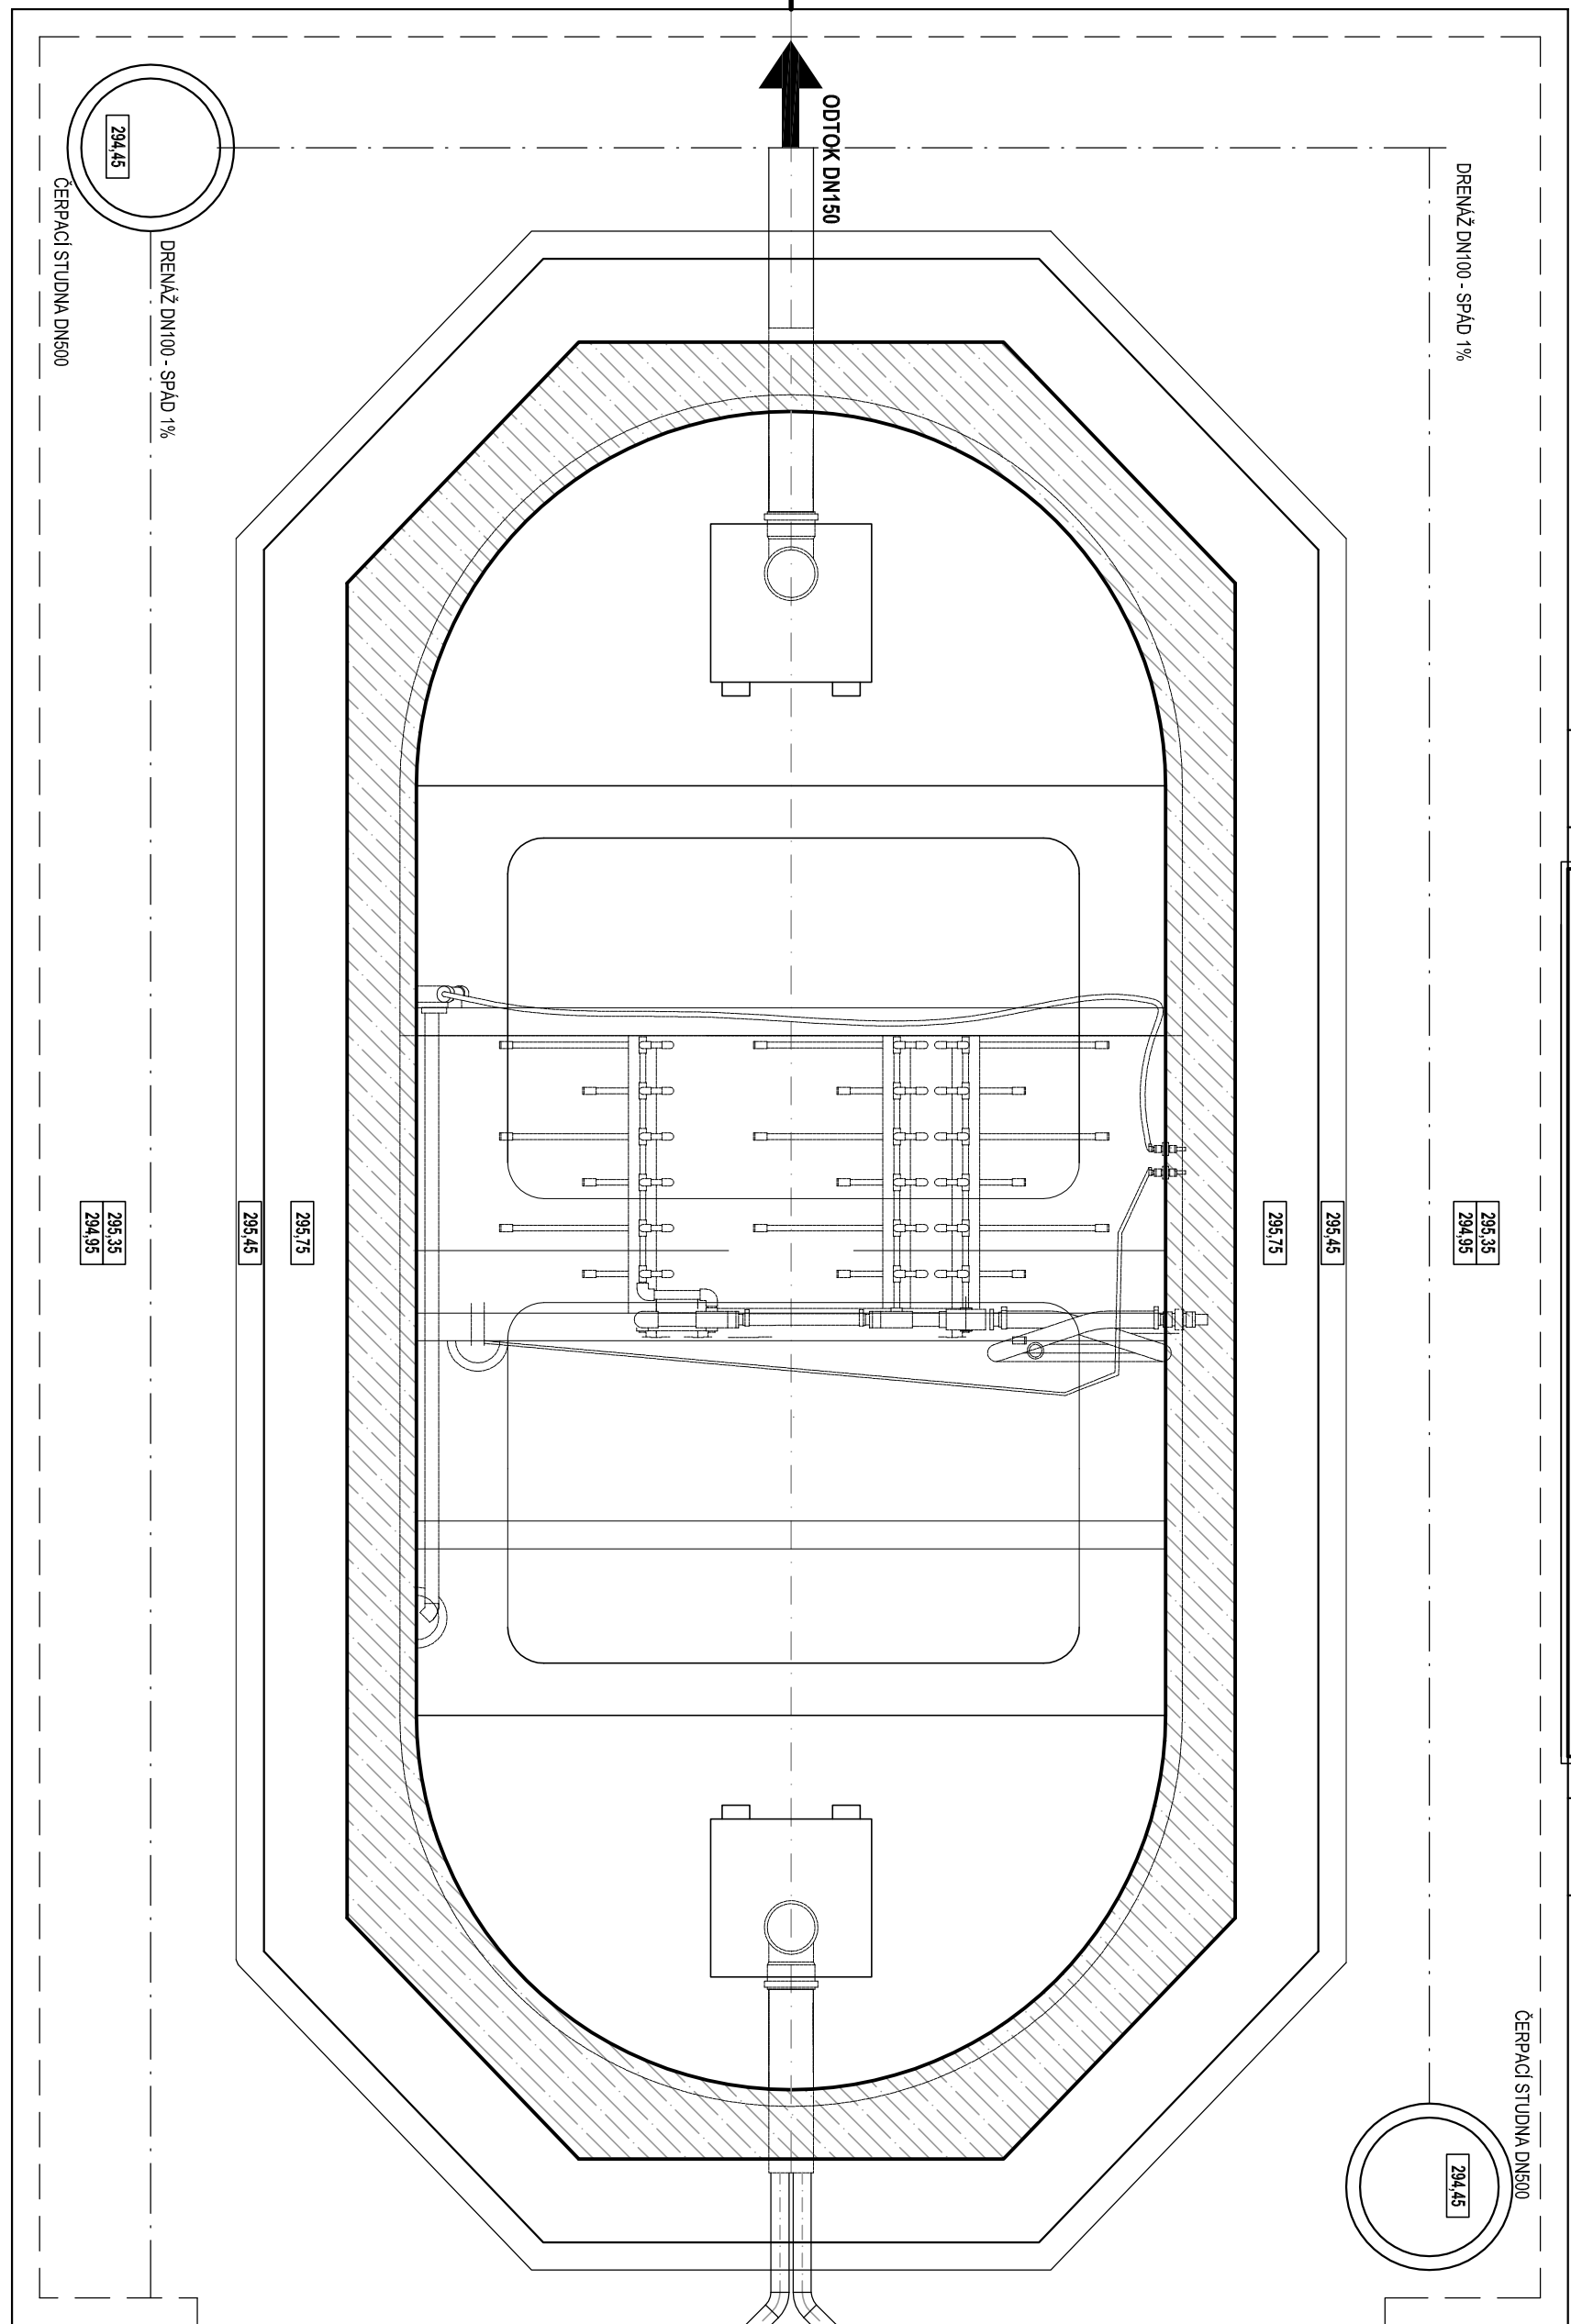 ODTOK DN150
DRENÁŽ DN100 - SPÁD 1%
294,45
ČERPACÍ STUDNA DN500
DRENÁŽ DN100 - SPÁD 1%
295,35
294,95
295,45
295,75
295,75
295,45
295,35
294,95
ČERPACÍ STUDNA DN500
294,45